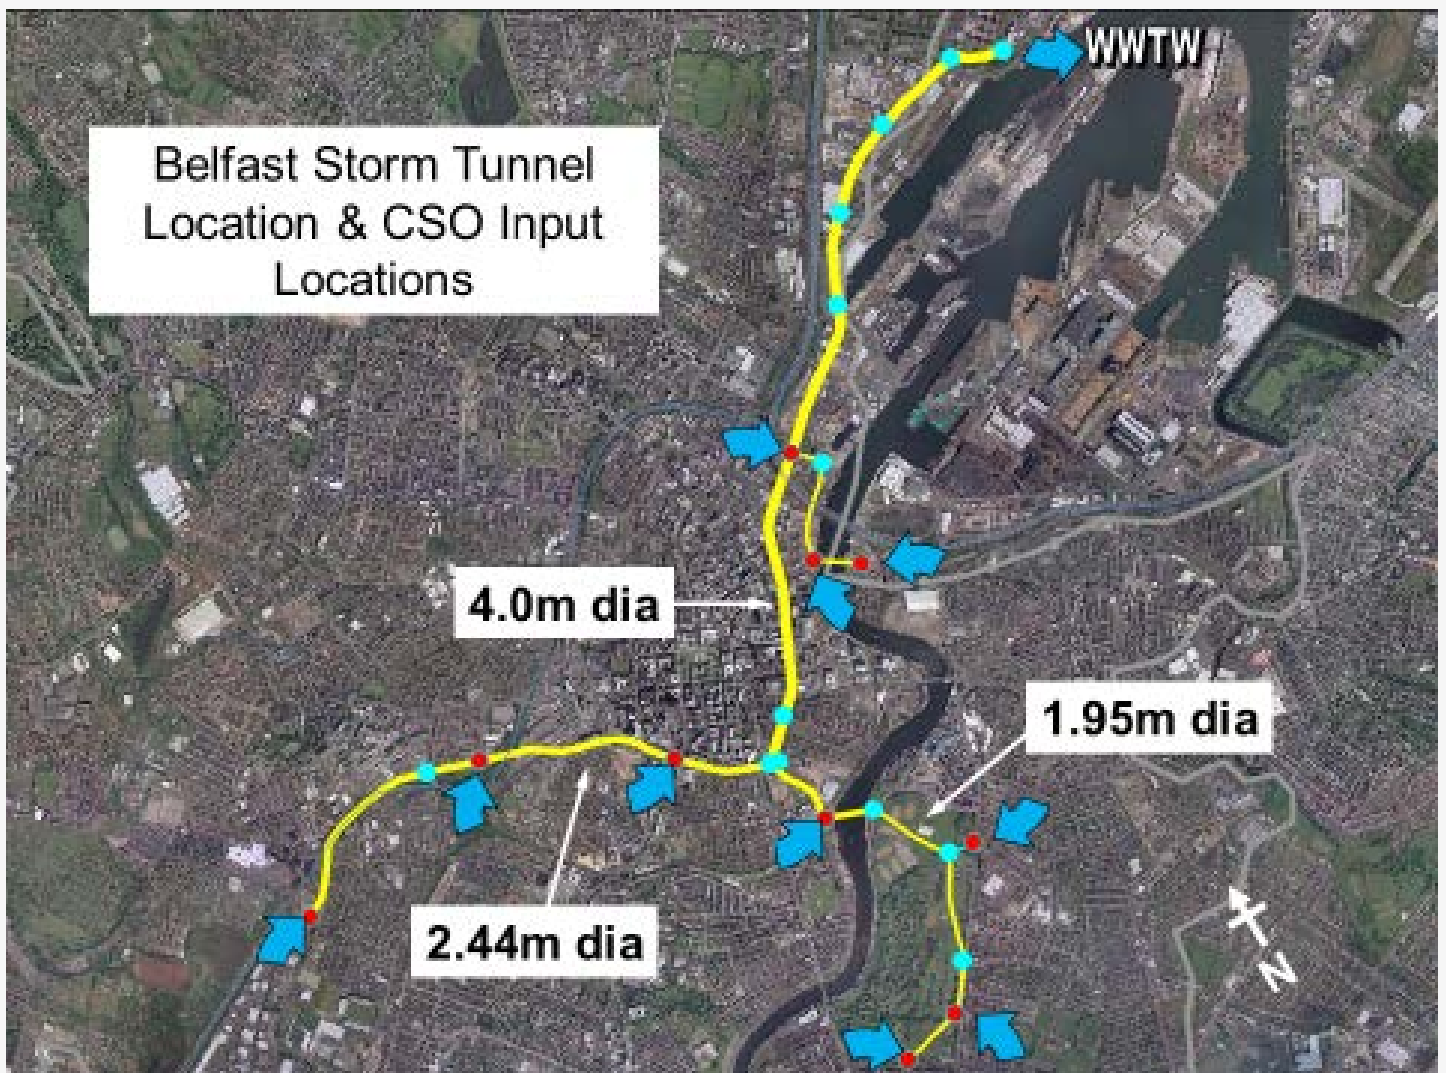 WWTW
Belfast Storm Tunnel
Location & CSO Input
Locations
4.0m dia
1.95m dia
2.44m dia
N